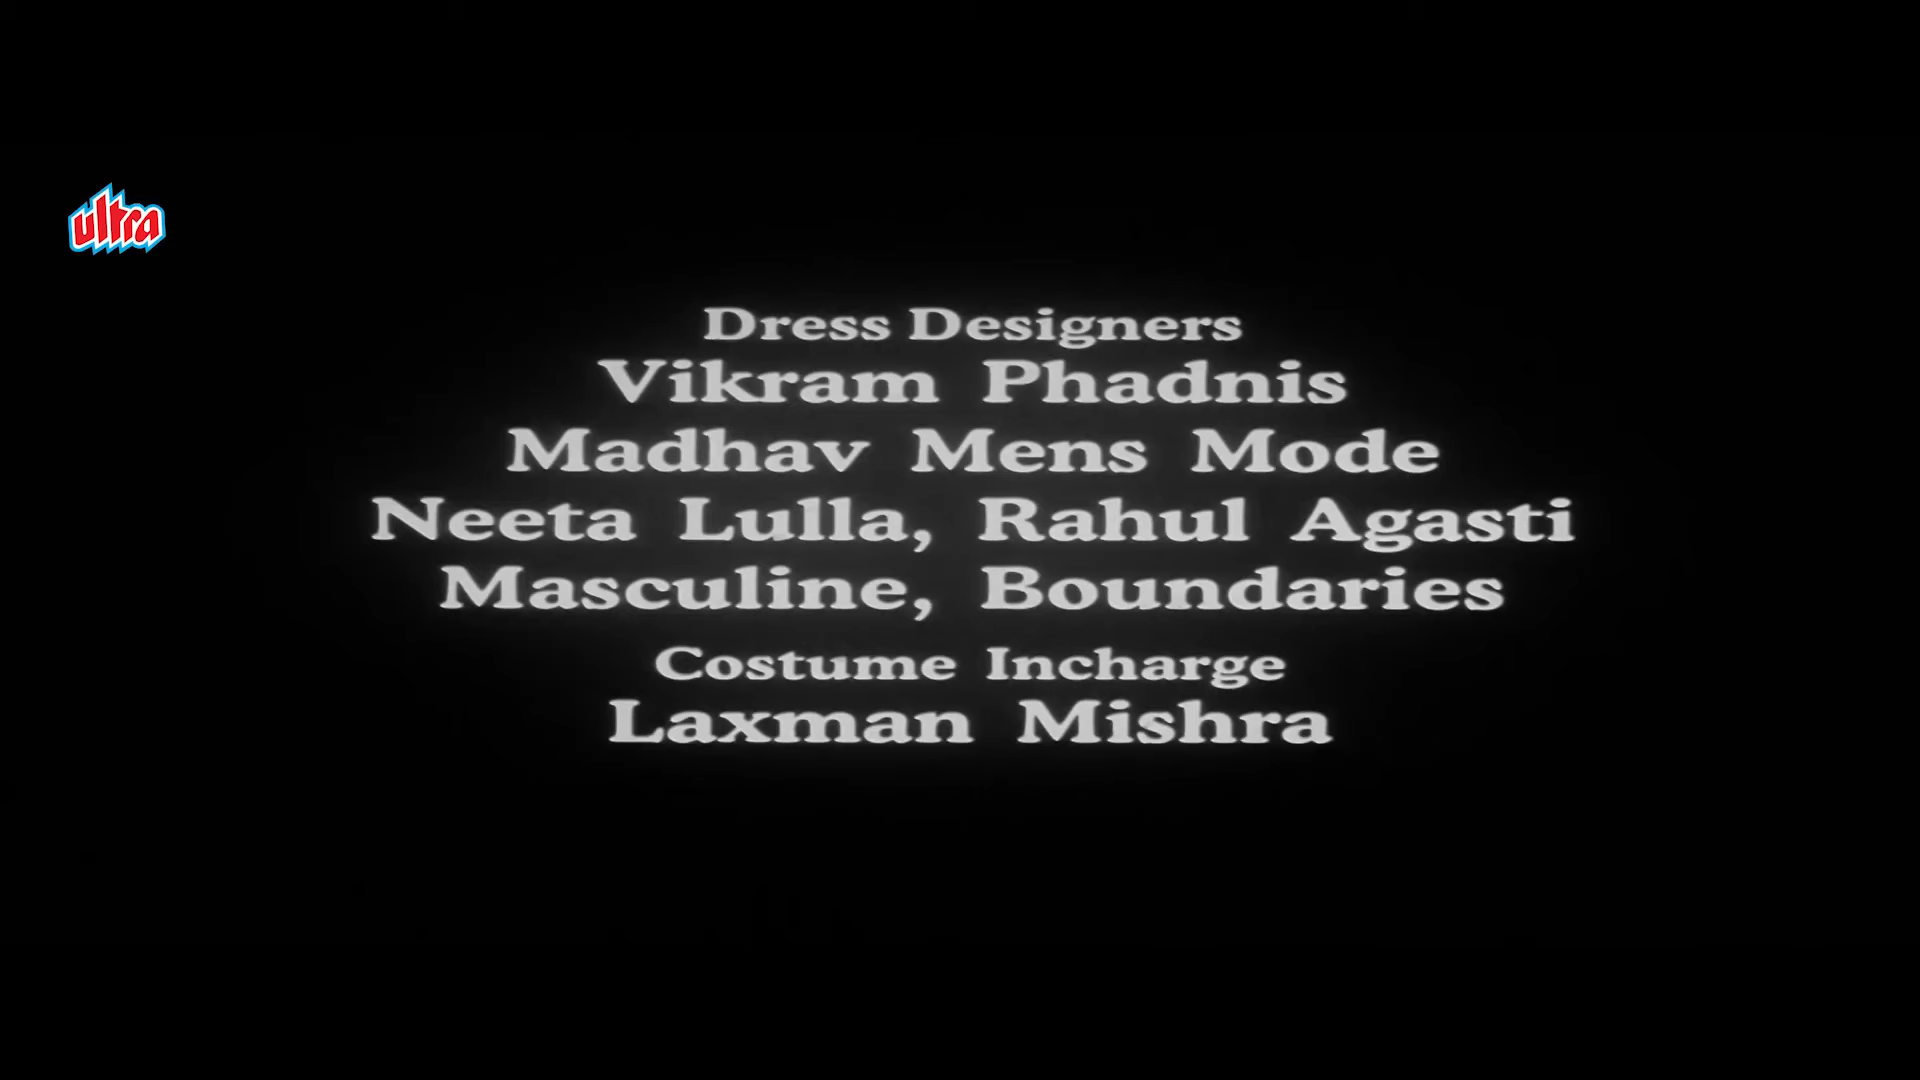 ultra
Dress Designers
Vikram Phadnis
Madhav Mens Mode
Neeta Lulla, Rahul Agasti
Masculine, Boundaries
Costume Incharge
Laxman Mishra